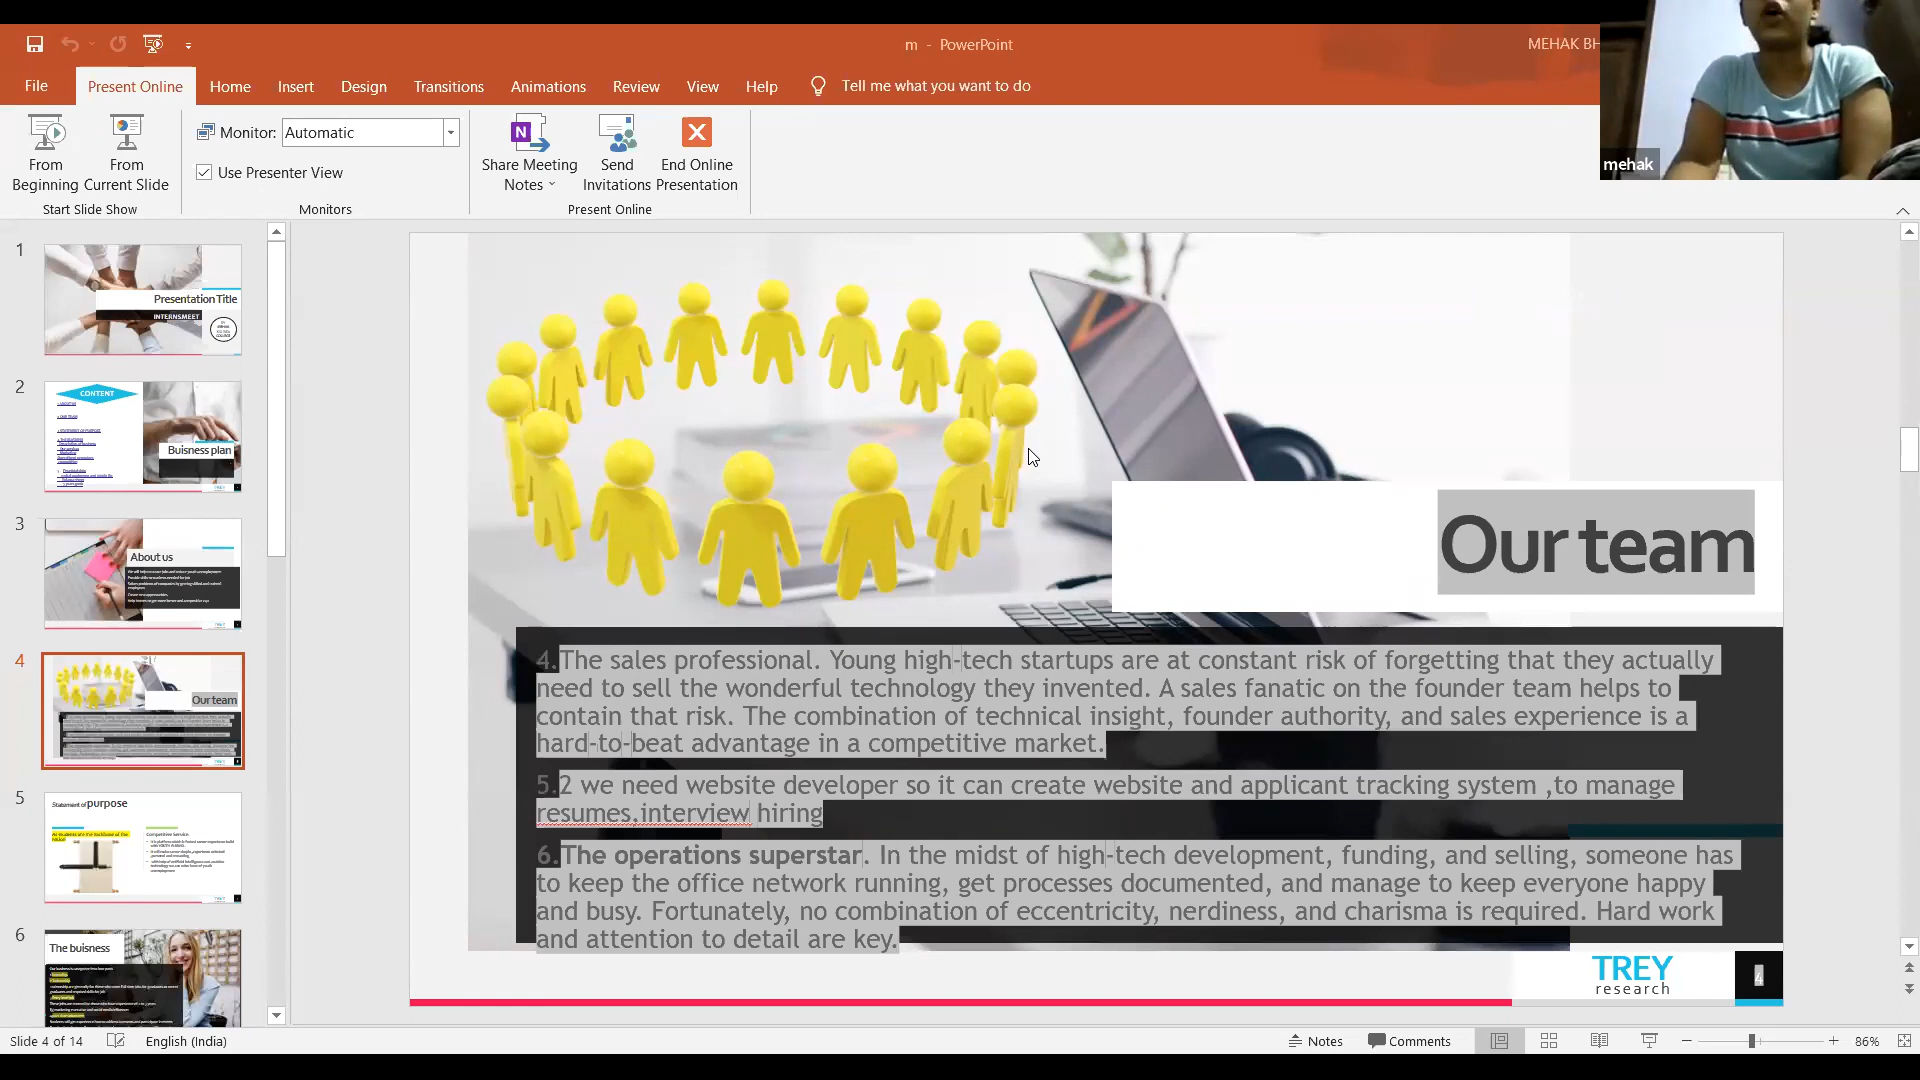 m - PowerPoint
MEHAK BH
File
Present Online
Home
Insert
Design
Transitions
Animations
Review
View
Help
Tell me what you want to do
From Beginning
From Current Slide
Start Slide Show
Monitor: Automatic
Use Presenter View
Monitors
Share Meeting Notes
Send Invitations
End Online Presentation
Present Online
mehak
1
Presentation Title
INTERNSMEET
2
CONTENT
Buisness plan
3
About us
4
Our team
5
Statement of purpose
Competitive Service
6
The buisness
Our team
4.The sales professional. Young high-tech startups are at constant risk of forgetting that they actually
need to sell the wonderful technology they invented. A sales fanatic on the founder team helps to
contain that risk. The combination of technical insight, founder authority, and sales experience is a
hard-to-beat advantage in a competitive market.
5.2 we need website developer so it can create website and applicant tracking system ,to manage
resumes,interview hiring
6.The operations superstar. In the midst of high-tech development, funding, and selling, someone has
to keep the office network running, get processes documented, and manage to keep everyone happy
and busy. Fortunately, no combination of eccentricity, nerdiness, and charisma is required. Hard work
and attention to detail are key.
TREY
research
4
Slide 4 of 14
English (India)
Notes
Comments
86%